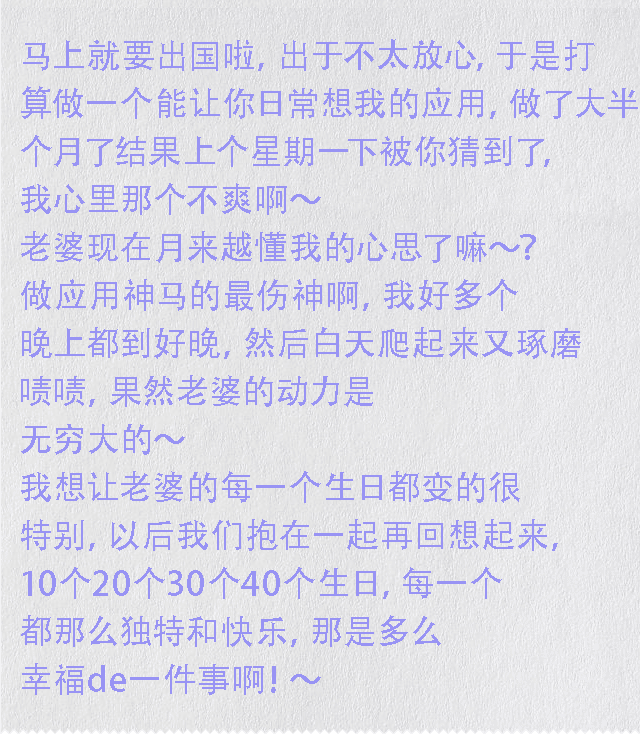 马上就要出国啦, 出于不太放心, 于是打
算做一个能让你日常想我的应用, 做了大半
个月了结果上个星期一下被你猜到了,
我心里那个不爽啊～
老婆现在月来越懂我的心思了嘛～?
做应用神马的最伤神啊, 我好多个
晚上都到好晚, 然后白天爬起来又琢磨
啧啧, 果然老婆的动力是
无穷大的～
我想让老婆的每一个生日都变的很
特别, 以后我们抱在一起再回想起来,
10个20个30个40个生日, 每一个
都那么独特和快乐, 那是多么
幸福de一件事啊! ～